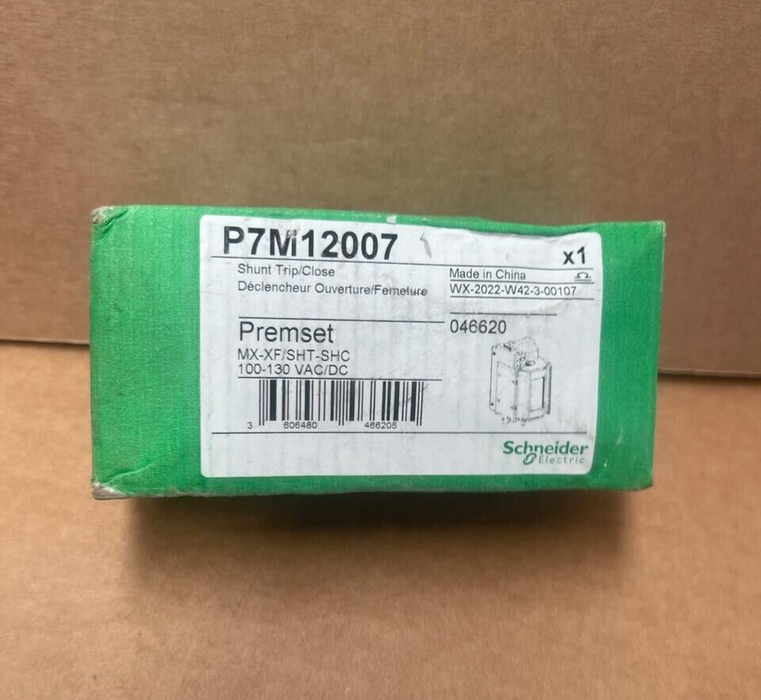 P7M12007
x1
Shunt Trip/Close
Déclencheur Ouverture/Fermeture
Made in China
WX-2022-W42-3-00107
Premset
046620
MX-XF/SHT-SHC
100-130 VAC/DC
3 606480 466205
Schneider
Electric